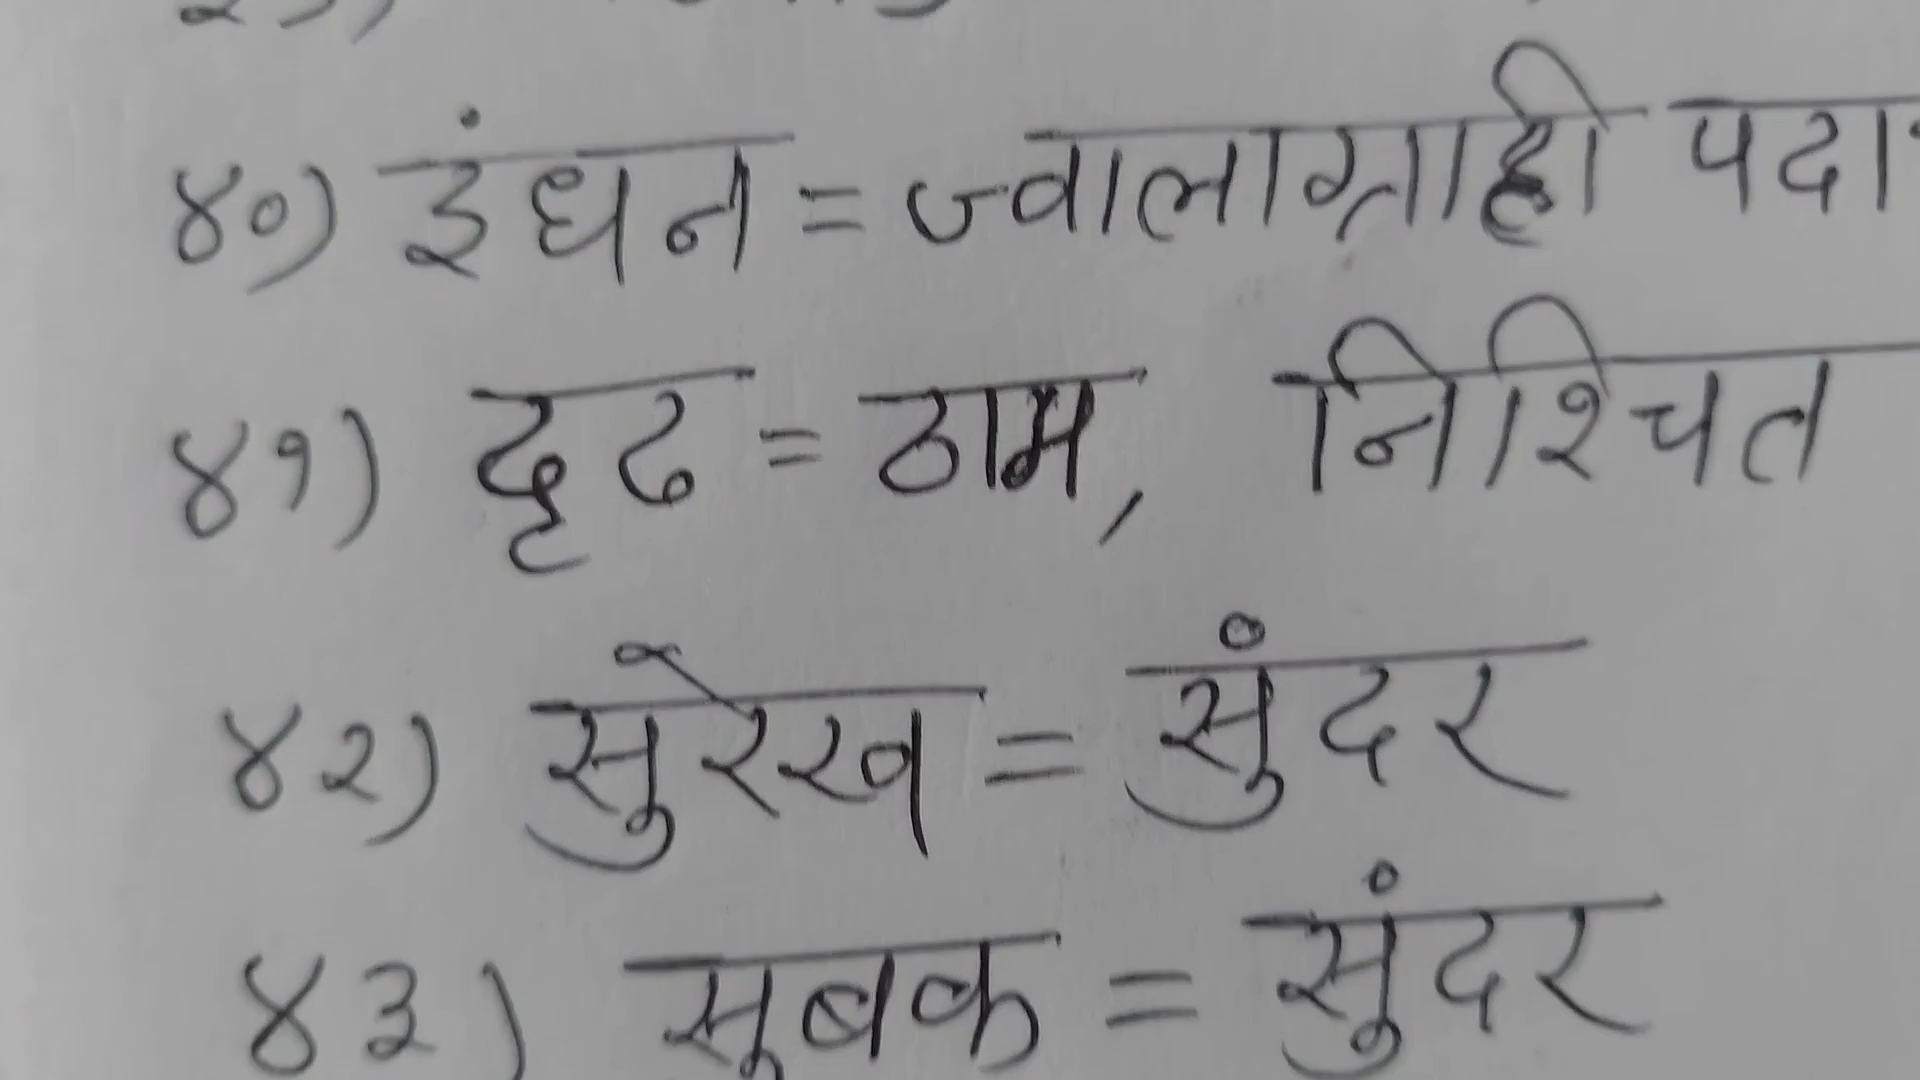 ४०) इंधन = ज्वालाग्राही
४१) दृढ = ठाम, निश्चित
४२) सुरेख = सुंदर
४३) सुबक = सुंदर